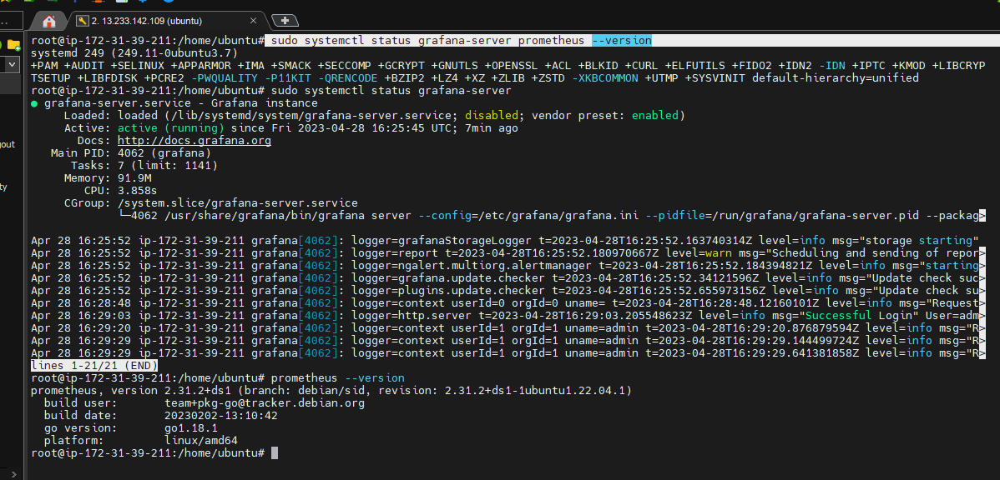 2. 13.233.142.109 (ubuntu)
root@ip-172-31-39-211:/home/ubuntu# sudo systemctl status grafana-server prometheus --version
systemd 249 (249.11-0ubuntu3.7)
+PAM +AUDIT +SELINUX +APPARMOR +IMA +SMACK +SECCOMP +GCRYPT +GNUTLS +OPENSSL +ACL +BLKID +CURL +ELFUTILS +FIDO2 +IDN2 -IDN +IPTC +KMOD +LIBCRYP
TSETUP +LIBFDISK +PCRE2 -PWQUALITY -P11KIT -QRENCODE +BZIP2 +LZ4 +XZ +ZLIB +ZSTD -XKBCOMMON +UTMP +SYSVINIT default-hierarchy=unified
root@ip-172-31-39-211:/home/ubuntu# sudo systemctl status grafana-server
● grafana-server.service - Grafana instance
Loaded: loaded (/lib/systemd/system/grafana-server.service; disabled; vendor preset: enabled)
Active: active (running) since Fri 2023-04-28 16:25:45 UTC; 7min ago
Docs: http://docs.grafana.org
Main PID: 4062 (grafana)
Tasks: 7 (limit: 1141)
Memory: 91.9M
CPU: 3.858s
CGroup: /system.slice/grafana-server.service
└─4062 /usr/share/grafana/bin/grafana server --config=/etc/grafana/grafana.ini --pidfile=/run/grafana/grafana-server.pid --packag>
Apr 28 16:25:52 ip-172-31-39-211 grafana[4062]: logger=grafanaStorageLogger t=2023-04-28T16:25:52.163740314Z level=info msg="storage starting"
Apr 28 16:25:52 ip-172-31-39-211 grafana[4062]: logger=report t=2023-04-28T16:25:52.180970667Z level=warn msg="Scheduling and sending of repor>
Apr 28 16:25:52 ip-172-31-39-211 grafana[4062]: logger=ngalert.multiorg.alertmanager t=2023-04-28T16:25:52.184394821Z level=info msg="starting>
Apr 28 16:25:52 ip-172-31-39-211 grafana[4062]: logger=grafana.update.checker t=2023-04-28T16:25:52.34121596Z level=info msg="Update check suc>
Apr 28 16:25:52 ip-172-31-39-211 grafana[4062]: logger=plugins.update.checker t=2023-04-28T16:25:52.655973156Z level=info msg="Update check su>
Apr 28 16:28:48 ip-172-31-39-211 grafana[4062]: logger=context userId=0 orgId=0 uname= t=2023-04-28T16:28:48.12160101Z level=info msg="Request>
Apr 28 16:29:03 ip-172-31-39-211 grafana[4062]: logger=http.server t=2023-04-28T16:29:03.205548623Z level=info msg="Successful Login" User=adm>
Apr 28 16:29:20 ip-172-31-39-211 grafana[4062]: logger=context userId=1 orgId=1 uname=admin t=2023-04-28T16:29:20.876879594Z level=info msg="R>
Apr 28 16:29:29 ip-172-31-39-211 grafana[4062]: logger=context userId=1 orgId=1 uname=admin t=2023-04-28T16:29:29.144499724Z level=info msg="R>
Apr 28 16:29:29 ip-172-31-39-211 grafana[4062]: logger=context userId=1 orgId=1 uname=admin t=2023-04-28T16:29:29.641381858Z level=info msg="R>
lines 1-21/21 (END)
root@ip-172-31-39-211:/home/ubuntu# prometheus --version
prometheus, version 2.31.2+ds1 (branch: debian/sid, revision: 2.31.2+ds1-1ubuntu1.22.04.1)
build user: team+pkg-go@tracker.debian.org
build date: 20230202-13:10:42
go version: go1.18.1
platform: linux/amd64
root@ip-172-31-39-211:/home/ubuntu#